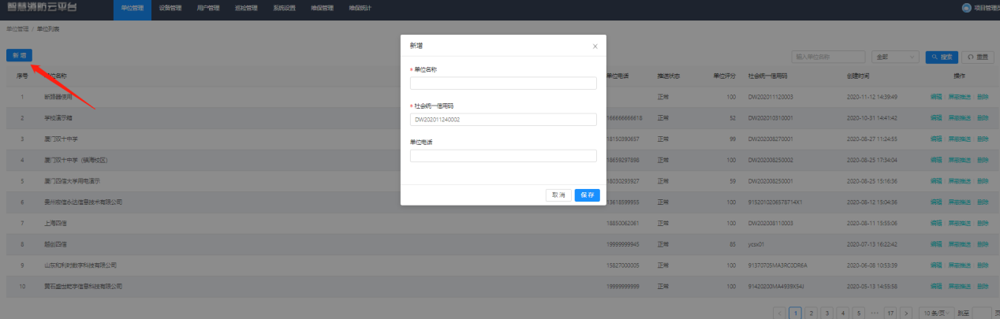 智慧消防云平台 单位管理 设备管理 用户管理 巡检管理 系统设置 维保管理 维保统计 项目管理员
单位管理 / 单位列表
新增 输入单位名称 全部 搜索 重置
序号 单位名称 单位电话 推送状态 单位评分 社会统一信用码 创建时间 操作
1 断路器使用 正常 100 DW202011120003 2020-11-12 14:39:49 编辑 屏蔽推送 删除
2 学校演示箱 166666666618 正常 52 DW202010310001 2020-10-31 14:41:42 编辑 屏蔽推送 删除
3 厦门双十中学 18150390657 正常 99 DW202008270001 2020-08-27 11:24:55 编辑 屏蔽推送 删除
4 厦门双十中学（镇海校区） 18659297896 正常 100 DW202008250002 2020-08-25 17:34:04 编辑 屏蔽推送 删除
5 厦门四信大学用电演示 18030293927 正常 59 DW202008250001 2020-08-25 15:16:36 编辑 屏蔽推送 删除
6 贵州宏信永达信息技术有限公司 13618599955 正常 100 9152010206578714X1 2020-08-12 15:04:36 编辑 屏蔽推送 删除
7 上海四信 18850062061 正常 100 DW202008110003 2020-08-11 15:55:06 编辑 屏蔽推送 删除
8 四信 19999999945 正常 85 ycsx01 2020-07-13 16:22:42 编辑 屏蔽推送 删除
9 山东和利时数字科技有限公司 15827000005 正常 100 91370705MA3RC0DR6A 2020-06-08 10:53:39 编辑 屏蔽推送 删除
10 黄石盛世乾宇信息科技有限公司 19999999999 正常 100 91420200MA4939X54J 2020-05-13 14:55:58 编辑 屏蔽推送 删除
1 2 3 4 5 ••• 17 10 条/页 跳至 页
新增
* 单位名称
* 社会统一信用码
DW202011240002
单位电话
取消 保存